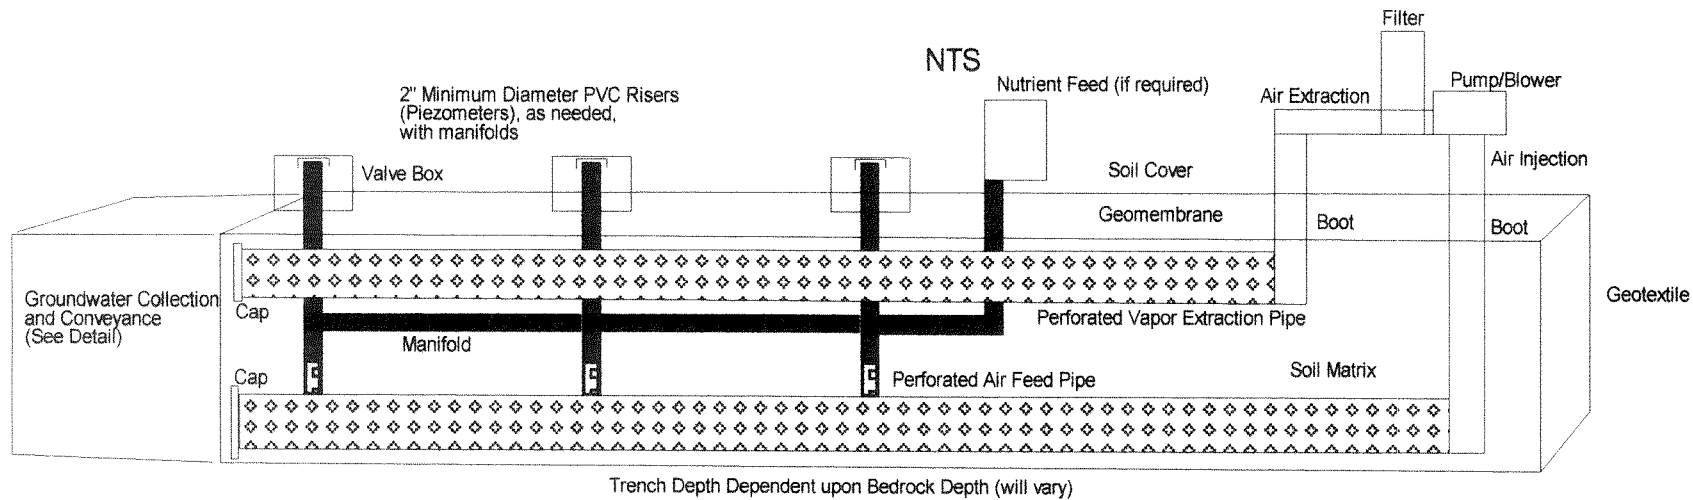 Filter
NTS
Nutrient Feed (if required)
Pump/Blower
2" Minimum Diameter PVC Risers
(Piezometers), as needed,
with manifolds
Air Extraction
Valve Box
Soil Cover
Air Injection
Geomembrane
Boot
Boot
Groundwater Collection
and Conveyance
(See Detail)
Cap
Perforated Vapor Extraction Pipe
Geotextile
Manifold
Cap
Perforated Air Feed Pipe
Soil Matrix
Trench Depth Dependent upon Bedrock Depth (will vary)